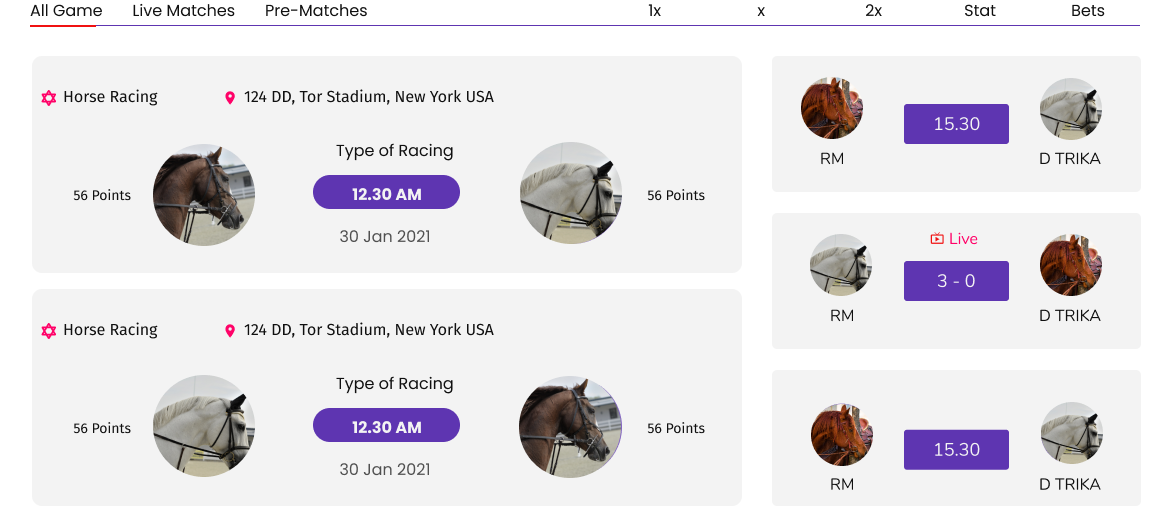 All Game Live Matches Pre-Matches 1x x 2x Stat Bets
Horse Racing 124 DD, Tor Stadium, New York USA
Type of Racing
56 Points 12.30 AM 56 Points
30 Jan 2021
Horse Racing 124 DD, Tor Stadium, New York USA
Type of Racing
56 Points 12.30 AM 56 Points
30 Jan 2021
15.30
RM D TRIKA
Live
3 - 0
RM D TRIKA
15.30
RM D TRIKA